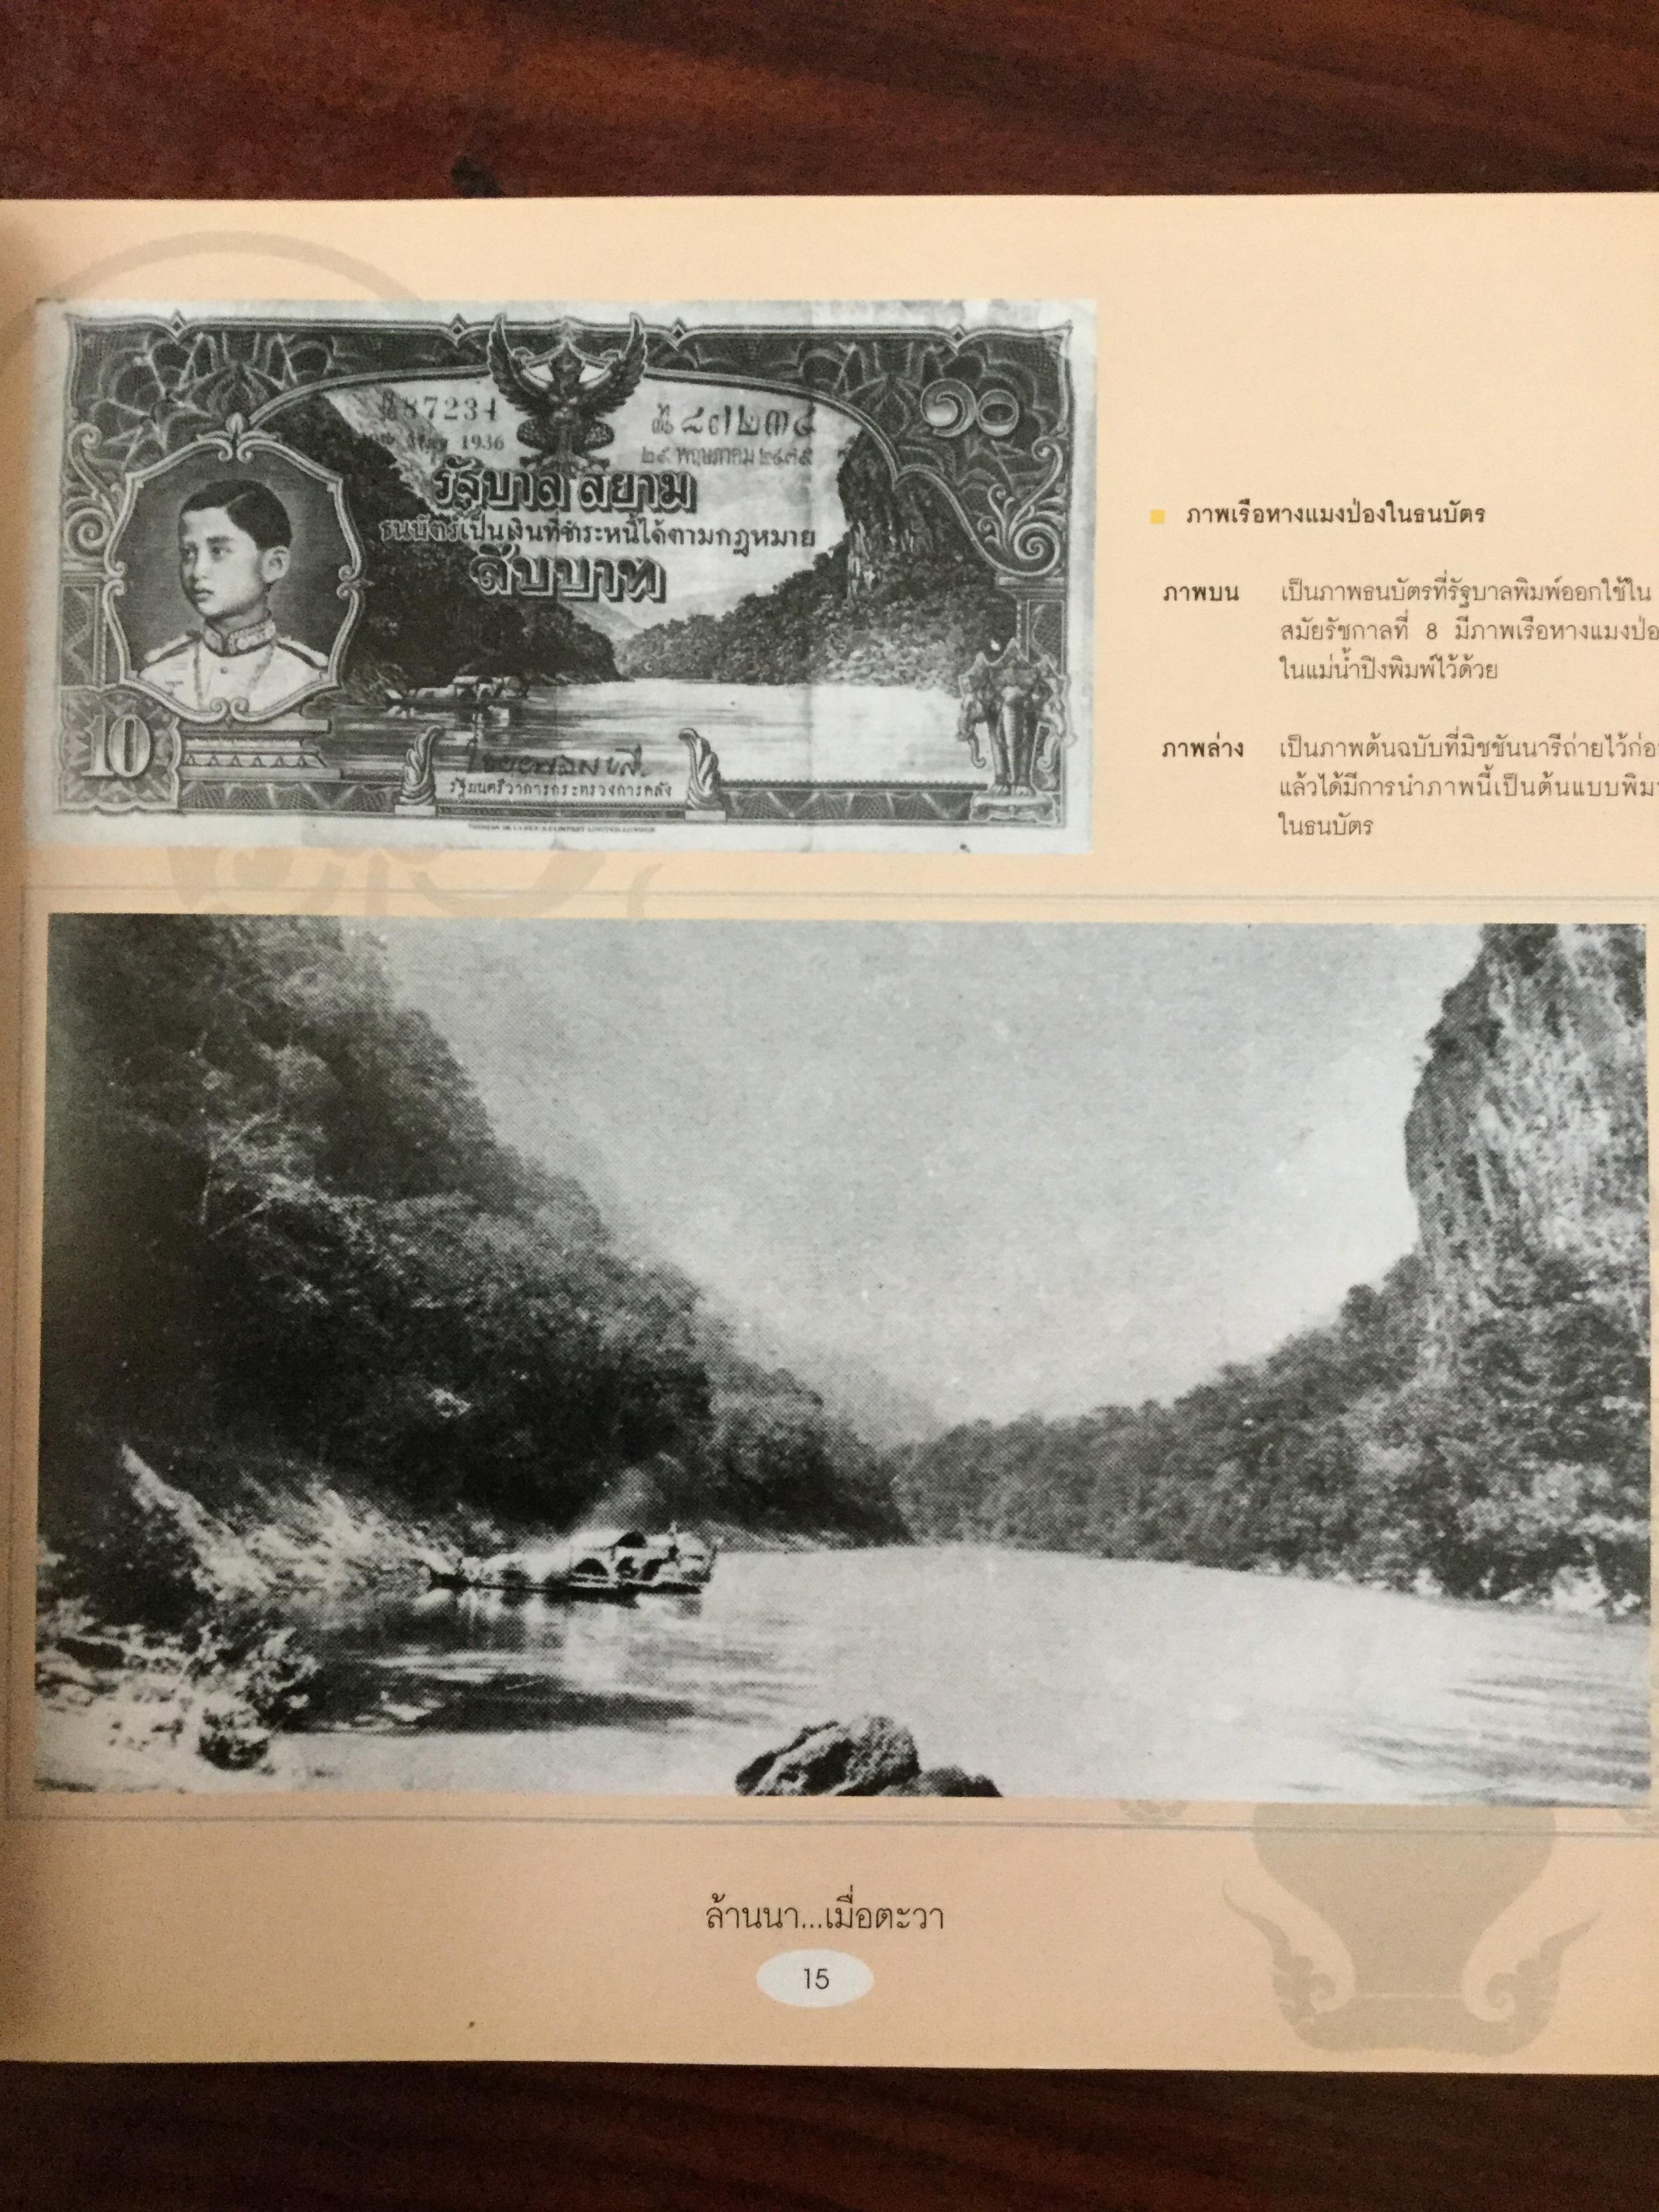 87234
๘๗๒๓๔
1936
๒๕ พฤษภาคม ๒๔๗๕
๑๐
รัฐบาลสยาม
ธนบัตร์เป็นเงินที่ชำระหนี้ได้ตามกฎหมาย
สิบบาท
10
รัฐมนตรีว่าการกระทรวงการคลัง
THOMAS DE LA RUE & COMPANY LIMITED, LONDON
ภาพเรือหางแมงป่องในธนบัตร
ภาพบน เป็นภาพธนบัตรที่รัฐบาลพิมพ์ออกใช้ใน
สมัยรัชกาลที่ 8 มีภาพเรือหางแมงป่อ
ในแม่น้ำปิงพิมพ์ไว้ด้วย
ภาพล่าง เป็นภาพต้นฉบับที่มิชชันนารีถ่ายไว้ก่อ
แล้วได้มีการนำภาพนี้เป็นต้นแบบพิม
ในธนบัตร
ล้านนา...เมื่อตะวา
15